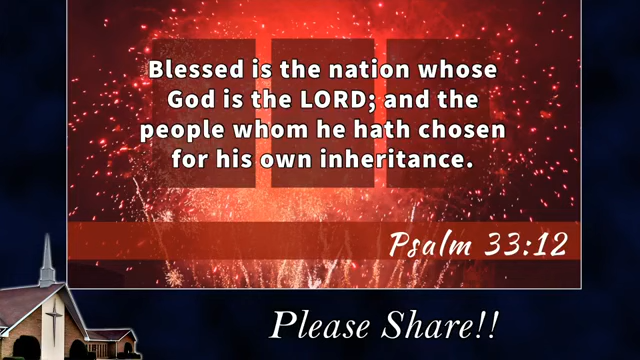 Blessed is the nation whose
God is the LORD; and the
people whom he hath chosen
for his own inheritance.
Psalm 33:12
Please Share!!